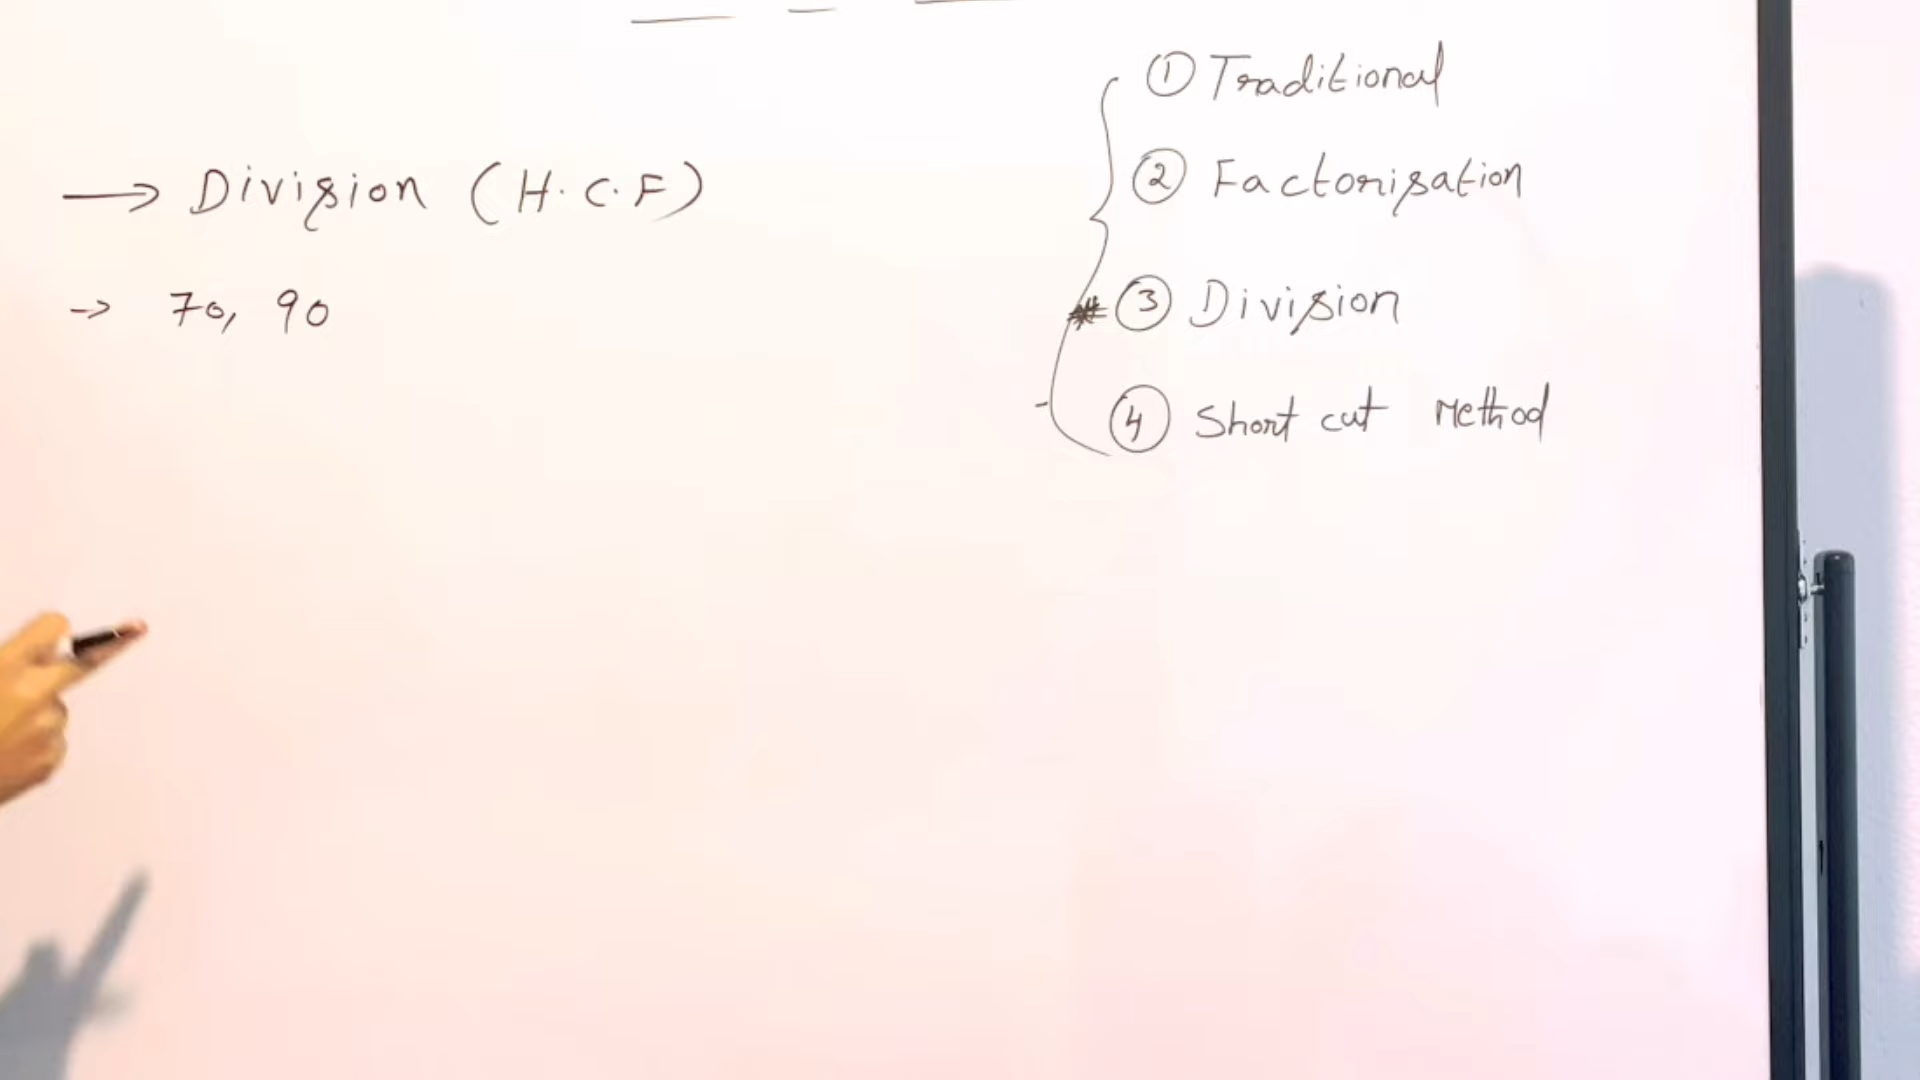 → Division (H.C.F)
→ 70, 90
① Traditional
② Factorisation
* ③ Division
④ Short cut Method